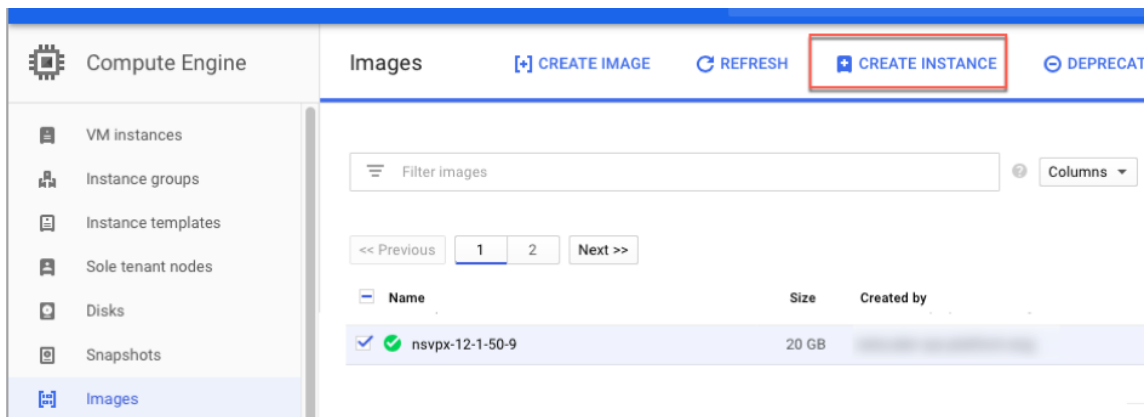 Compute Engine
Images
[+] CREATE IMAGE
REFRESH
CREATE INSTANCE
DEPRECAT
VM instances
Instance groups
Instance templates
Sole tenant nodes
Disks
Snapshots
Images
Filter images
Columns
<< Previous
1
2
Next >>
Name
Size
Created by
nsvpx-12-1-50-9
20 GB